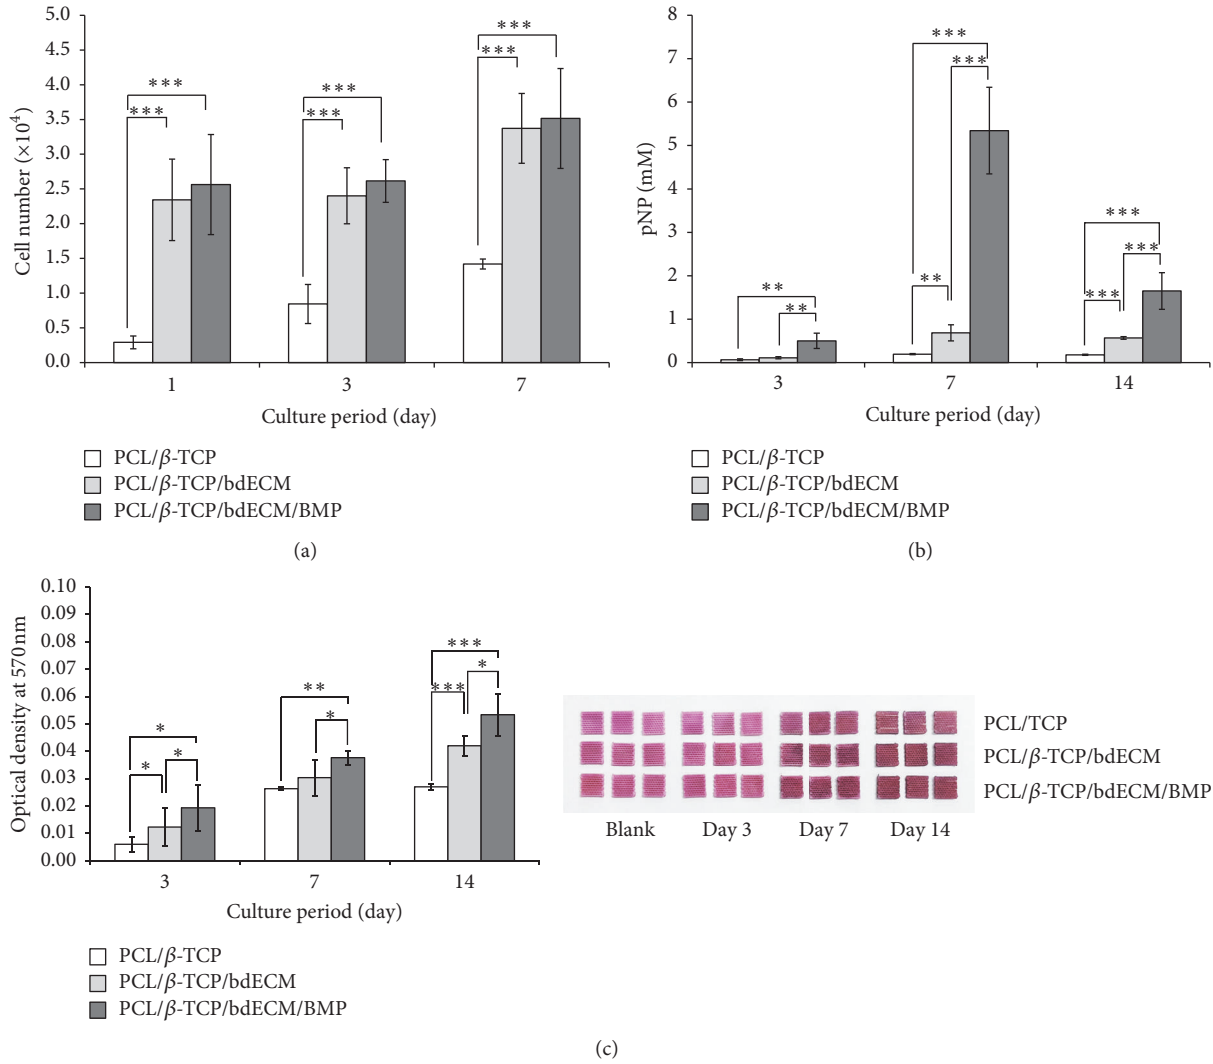 5.0
4.5
4.0
3.5
3.0
2.5
2.0
1.5
1.0
0.5
0.0
Cell number (×10⁴)
***
***
***
***
***
***
1 3 7
Culture period (day)
PCL/β-TCP
PCL/β-TCP/bdECM
PCL/β-TCP/bdECM/BMP
(a)
8
7
6
5
4
3
2
1
0
pNP (mM)
**
**
***
***
**
***
***
***
3 7 14
Culture period (day)
PCL/β-TCP
PCL/β-TCP/bdECM
PCL/β-TCP/bdECM/BMP
(b)
0.10
0.09
0.08
0.07
0.06
0.05
0.04
0.03
0.02
0.01
0.00
Optical density at 570 nm
*
*
*
**
*
***
***
*
3 7 14
Culture period (day)
PCL/β-TCP
PCL/β-TCP/bdECM
PCL/β-TCP/bdECM/BMP
PCL/TCP
PCL/β-TCP/bdECM
PCL/β-TCP/bdECM/BMP
Blank Day 3 Day 7 Day 14
(c)